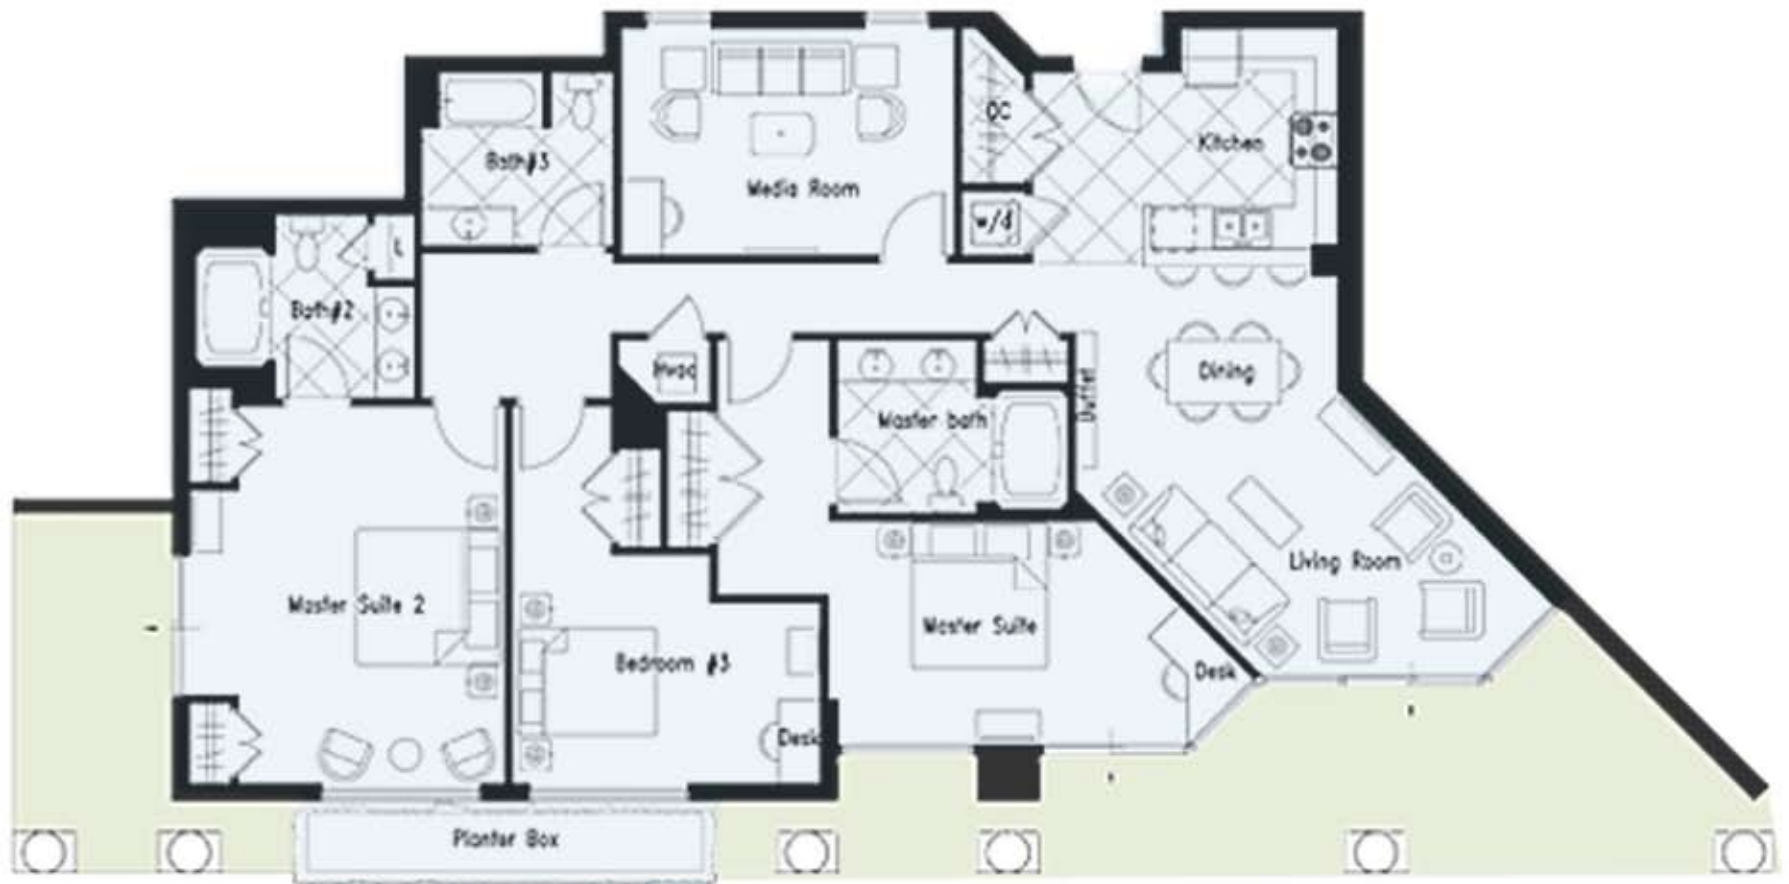 OC
Kitchen
Bath#3
Media Room
w/d
L
Bath#2
Hvac
Dining
Buffet
Master bath
Living Room
Master Suite 2
Master Suite
Bedroom #3
Desk
Desk
Planter Box